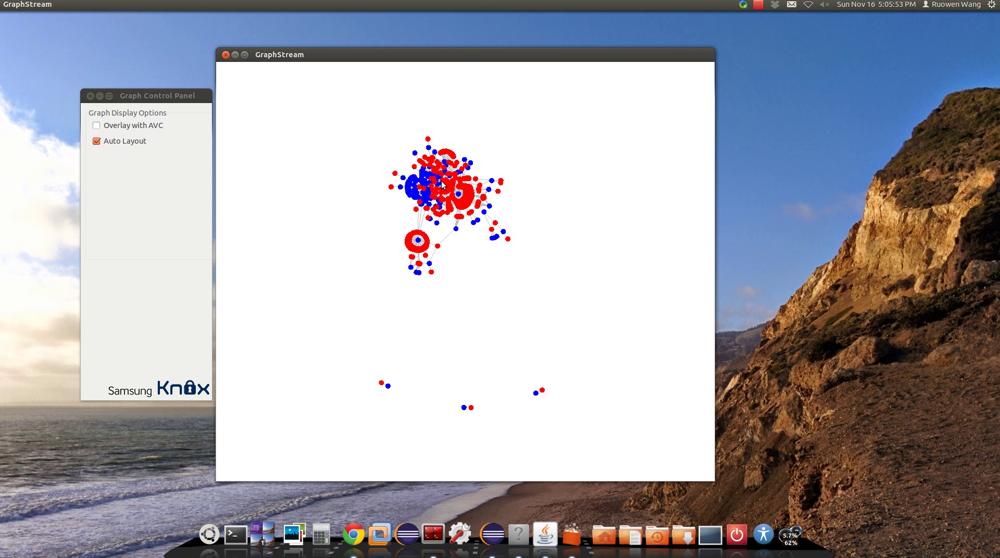 GraphStream
Sun Nov 16 5:05:53 PM
Ruowen Wang
GraphStream
Graph Control Panel
Graph Display Options
Overlay with AVC
Auto Layout
Samsung Knox
>_
1
?
5.7%
62%